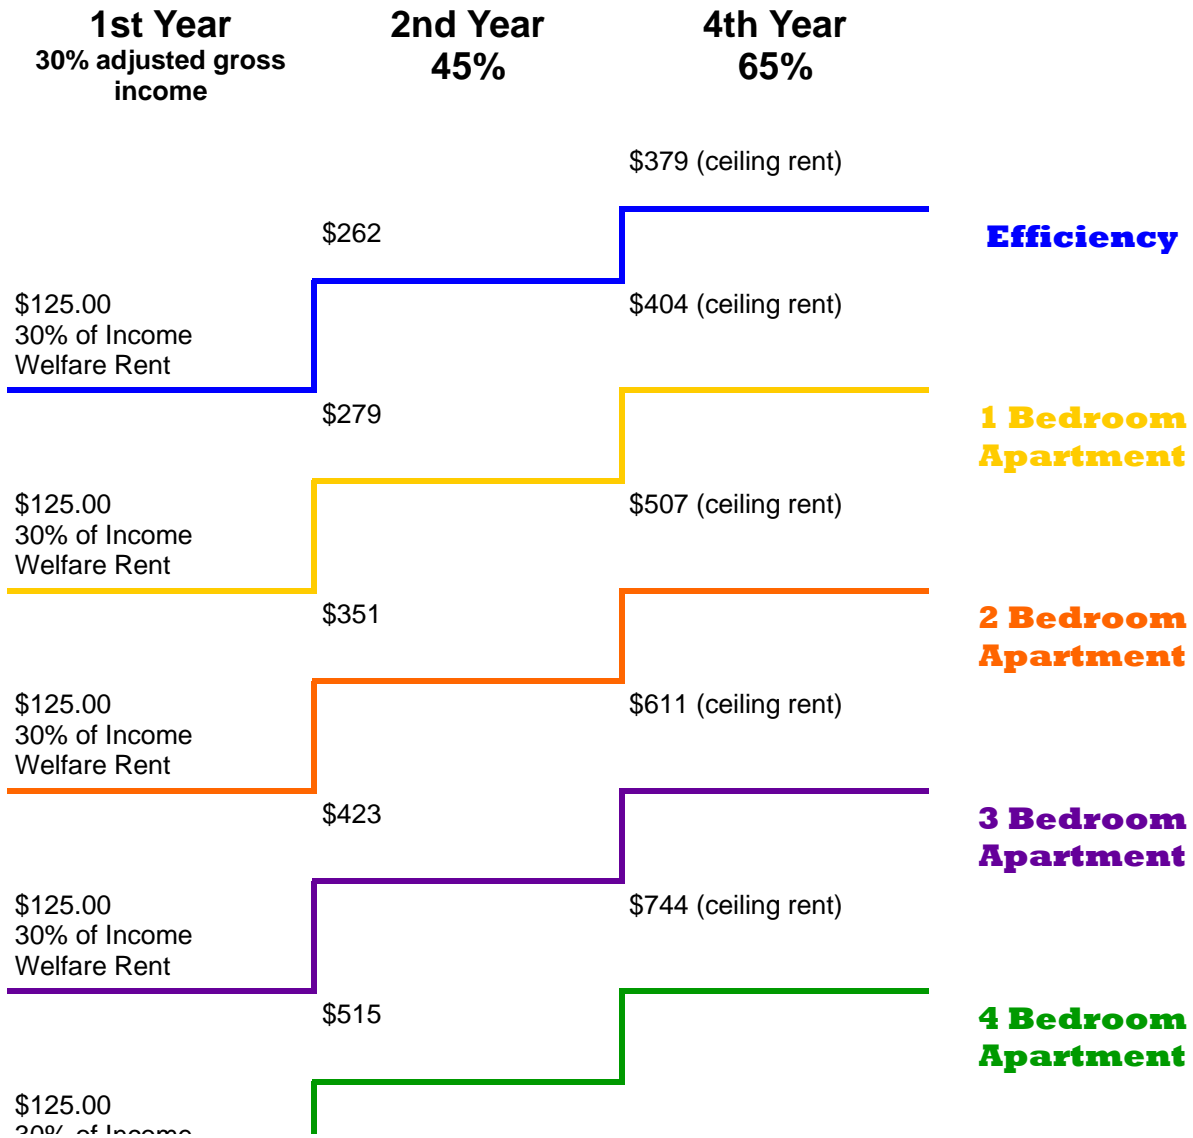 1st Year
30% adjusted gross
income
2nd Year
45%
4th Year
65%
$379 (ceiling rent)
$262
Efficiency
$125.00
30% of Income
Welfare Rent
$404 (ceiling rent)
$279
1 Bedroom
Apartment
$125.00
30% of Income
Welfare Rent
$507 (ceiling rent)
$351
2 Bedroom
Apartment
$125.00
30% of Income
Welfare Rent
$611 (ceiling rent)
$423
3 Bedroom
Apartment
$125.00
30% of Income
Welfare Rent
$744 (ceiling rent)
$515
4 Bedroom
Apartment
$125.00
30% of Income